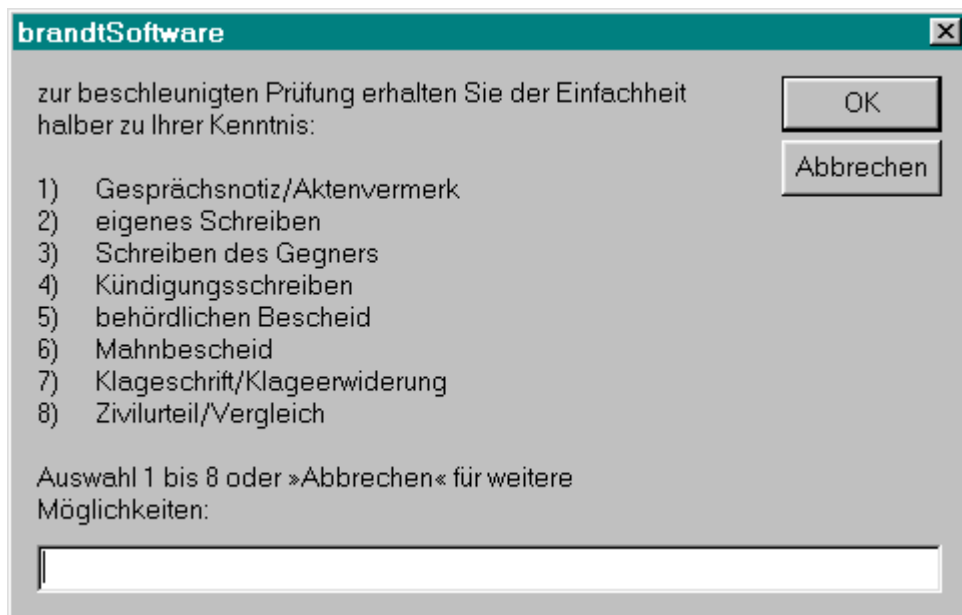 brandtSoftware
zur beschleunigten Prüfung erhalten Sie der Einfachheit
halber zu Ihrer Kenntnis:
1) Gesprächsnotiz/Aktenvermerk
2) eigenes Schreiben
3) Schreiben des Gegners
4) Kündigungsschreiben
5) behördlichen Bescheid
6) Mahnbescheid
7) Klageschrift/Klageerwiderung
8) Zivilurteil/Vergleich
Auswahl 1 bis 8 oder »Abbrechen« für weitere
Möglichkeiten:
OK
Abbrechen